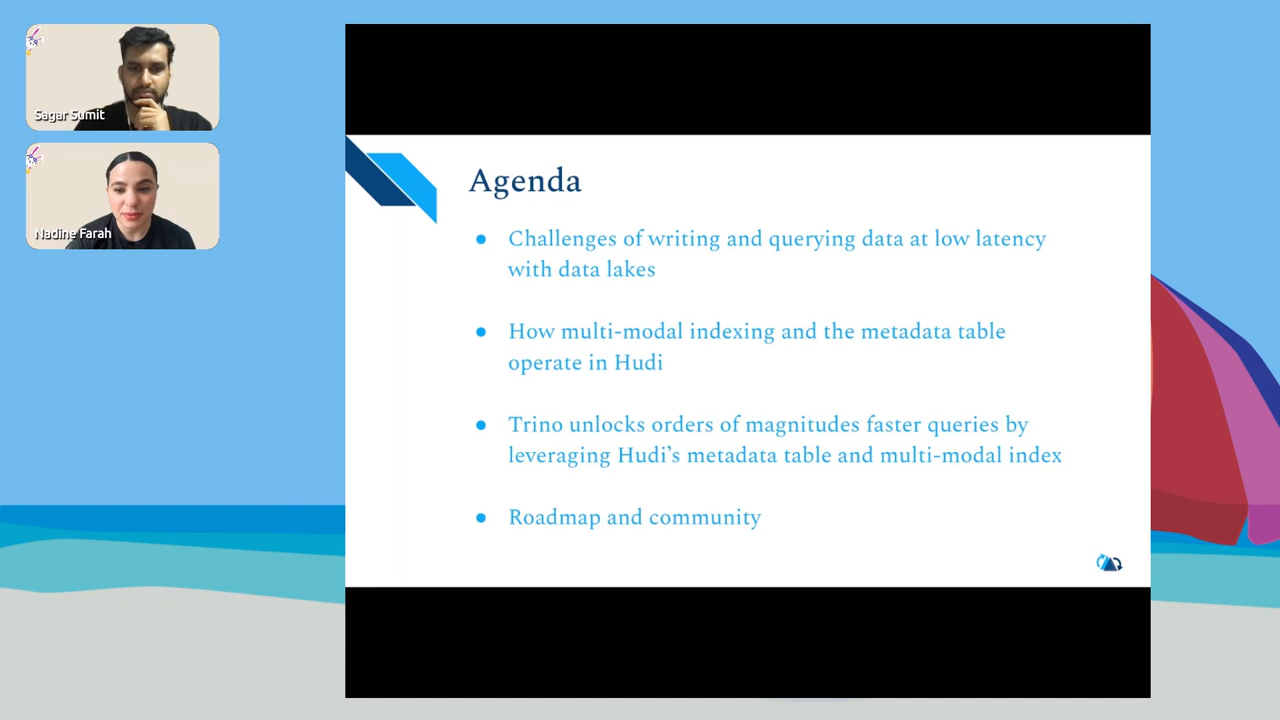 Sagar Sumit
Nadine Farah
Agenda
● Challenges of writing and querying data at low latency
with data lakes
● How multi-modal indexing and the metadata table
operate in Hudi
● Trino unlocks orders of magnitudes faster queries by
leveraging Hudi’s metadata table and multi-modal index
● Roadmap and community